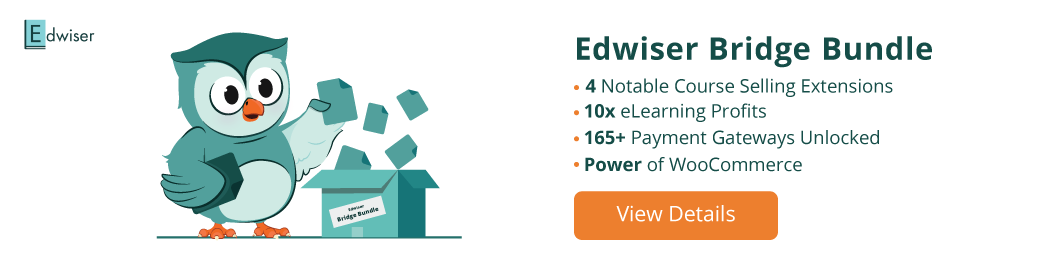 Edwiser
Edwiser Bridge Bundle
• 4 Notable Course Selling Extensions
• 10x eLearning Profits
• 165+ Payment Gateways Unlocked
• Power of WooCommerce
View Details
Edwiser
Bridge Bundle